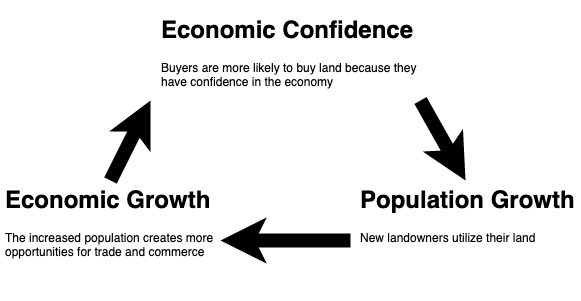 Economic Confidence
Buyers are more likely to buy land because they
have confidence in the economy
Economic Growth
The increased population creates more
opportunities for trade and commerce
Population Growth
New landowners utilize their land